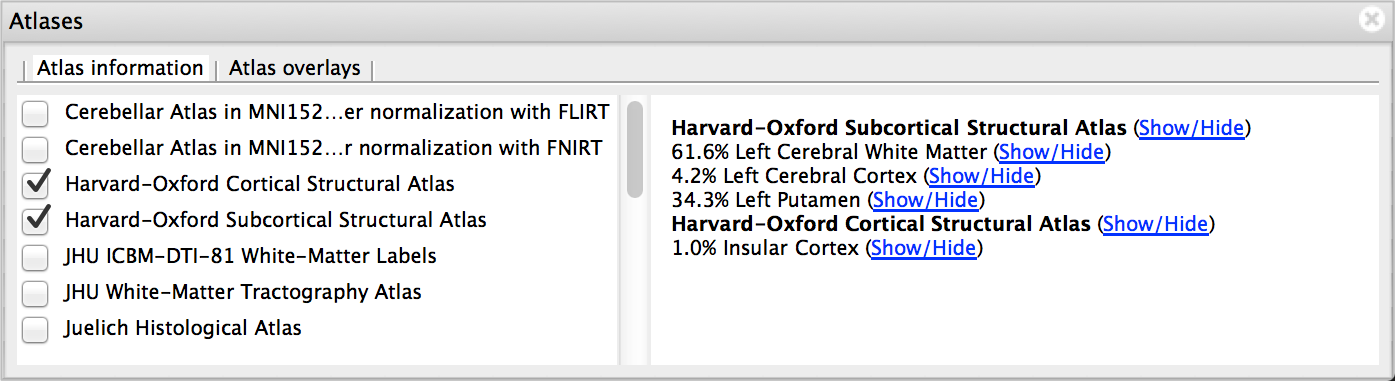 Atlases
Atlas information
Atlas overlays
Cerebellar Atlas in MNI152...er normalization with FLIRT
Cerebellar Atlas in MNI152...r normalization with FNIRT
Harvard-Oxford Cortical Structural Atlas
Harvard-Oxford Subcortical Structural Atlas
JHU ICBM-DTI-81 White-Matter Labels
JHU White-Matter Tractography Atlas
Juelich Histological Atlas
Harvard-Oxford Subcortical Structural Atlas (Show/Hide)
61.6% Left Cerebral White Matter (Show/Hide)
4.2% Left Cerebral Cortex (Show/Hide)
34.3% Left Putamen (Show/Hide)
Harvard-Oxford Cortical Structural Atlas (Show/Hide)
1.0% Insular Cortex (Show/Hide)